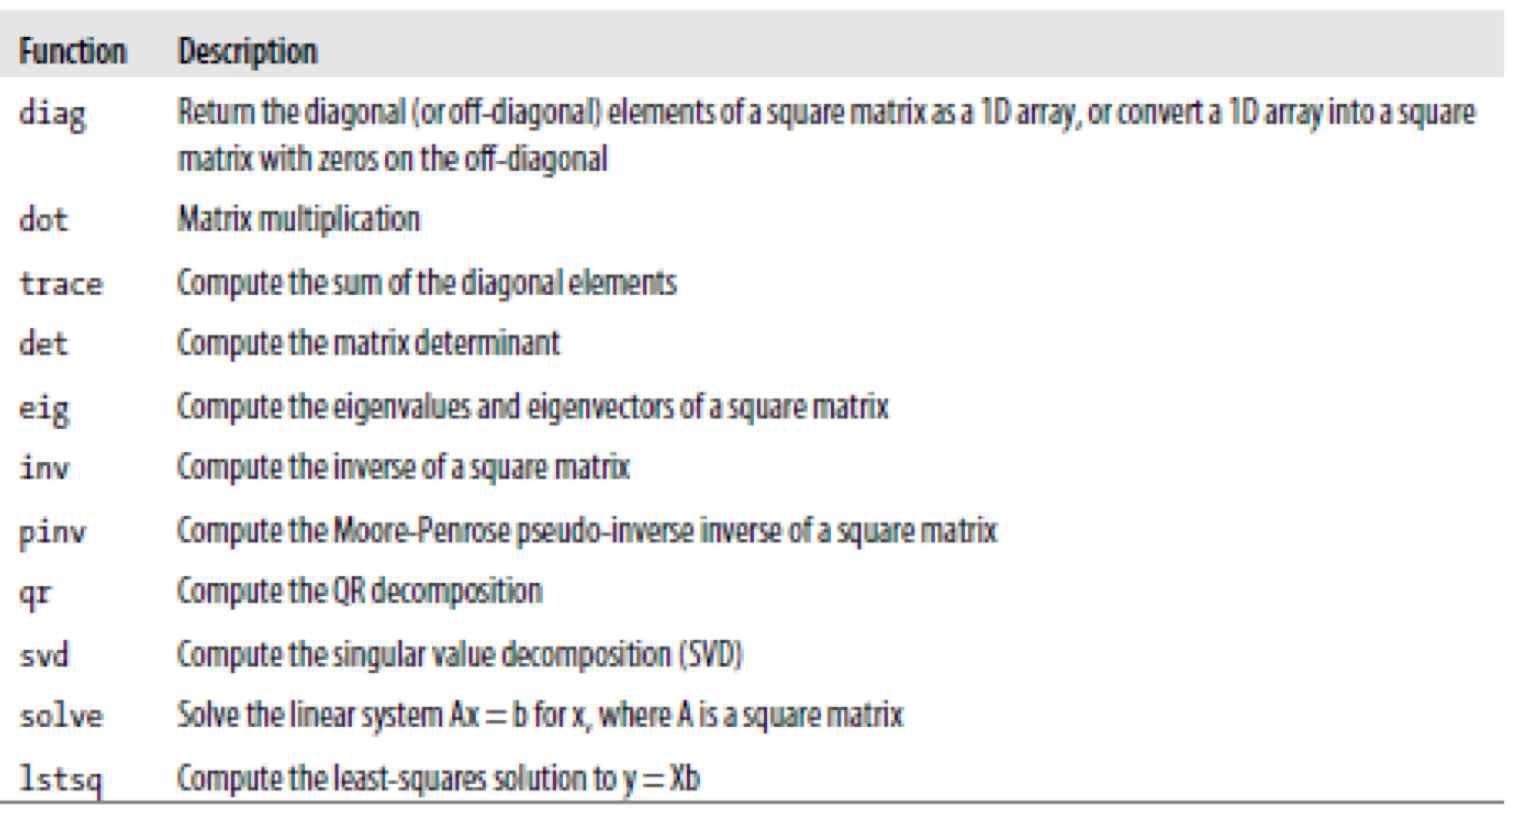 Function Description
diag Return the diagonal (or off-diagonal) elements of a square matrix as a 1D array, or convert a 1D array into a square
matrix with zeros on the off-diagonal
dot Matrix multiplication
trace Compute the sum of the diagonal elements
det Compute the matrix determinant
eig Compute the eigenvalues and eigenvectors of a square matrix
inv Compute the inverse of a square matrix
pinv Compute the Moore-Penrose pseudo-inverse inverse of a square matrix
qr Compute the QR decomposition
svd Compute the singular value decomposition (SVD)
solve Solve the linear system Ax = b for x, where A is a square matrix
lstsq Compute the least-squares solution to y = Xb